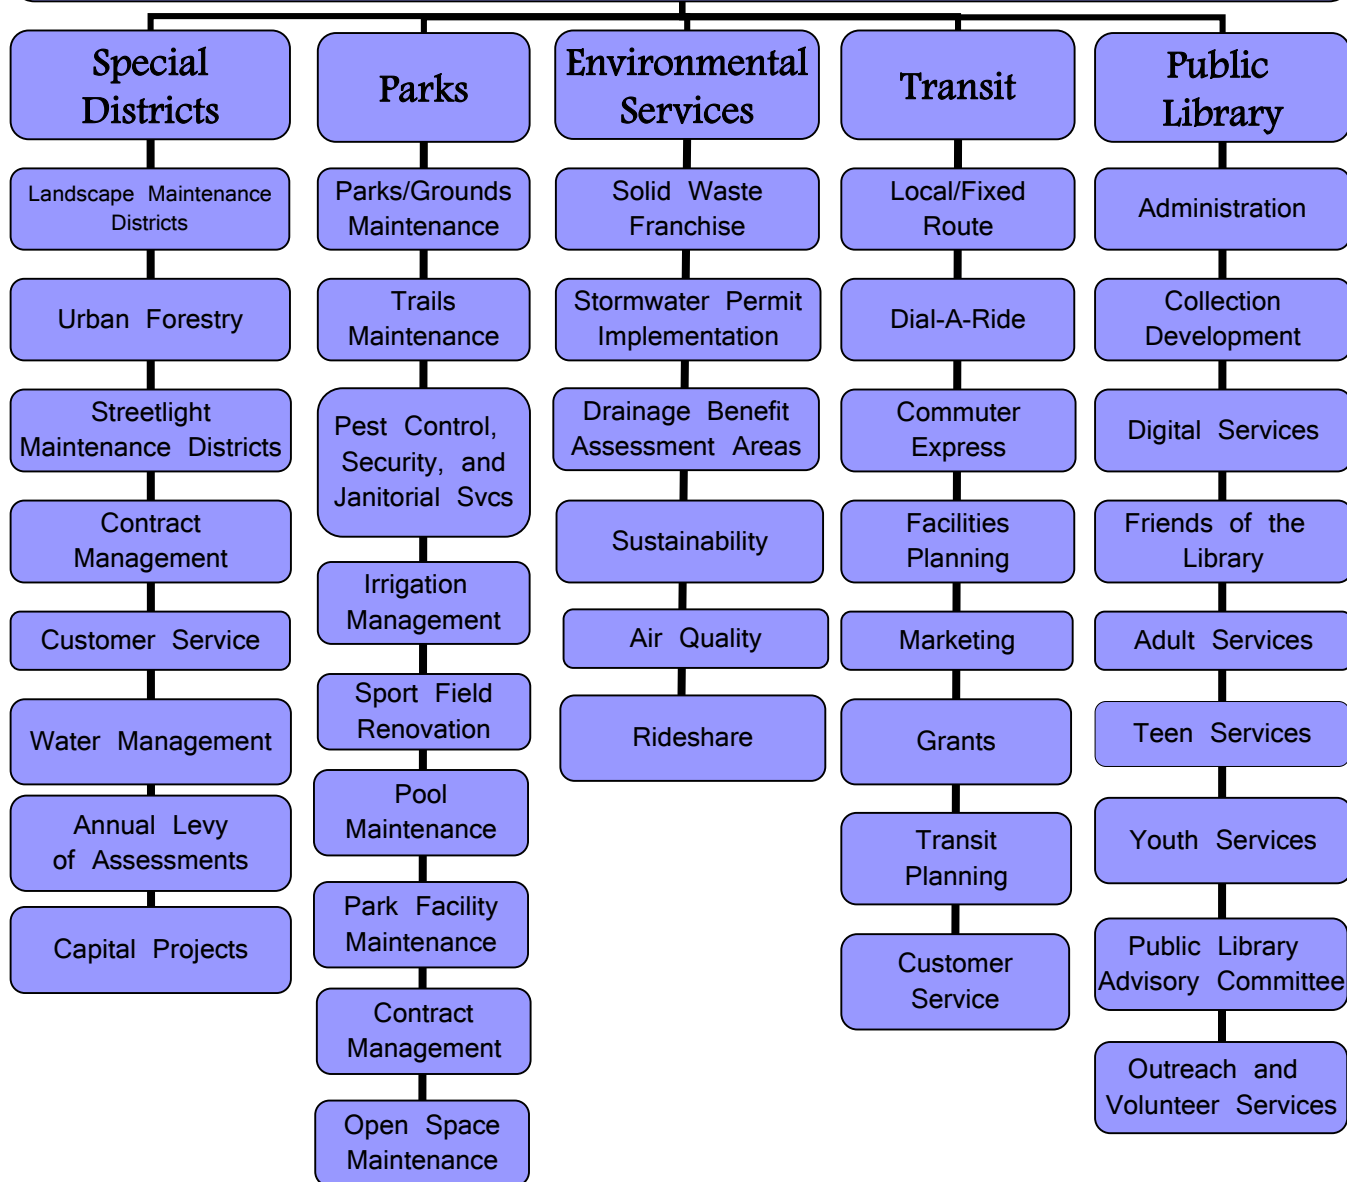 Special
Districts
Landscape Maintenance
Districts
Urban Forestry
Streetlight
Maintenance Districts
Contract
Management
Customer Service
Water Management
Annual Levy
of Assessments
Capital Projects
Parks
Parks/Grounds
Maintenance
Trails
Maintenance
Pest Control,
Security, and
Janitorial Svcs
Irrigation
Management
Sport Field
Renovation
Pool
Maintenance
Park Facility
Maintenance
Contract
Management
Open Space
Maintenance
Environmental
Services
Solid Waste
Franchise
Stormwater Permit
Implementation
Drainage Benefit
Assessment Areas
Sustainability
Air Quality
Rideshare
Transit
Local/Fixed
Route
Dial-A-Ride
Commuter
Express
Facilities
Planning
Marketing
Grants
Transit
Planning
Customer
Service
Public
Library
Administration
Collection
Development
Digital Services
Friends of the
Library
Adult Services
Teen Services
Youth Services
Public Library
Advisory Committee
Outreach and
Volunteer Services